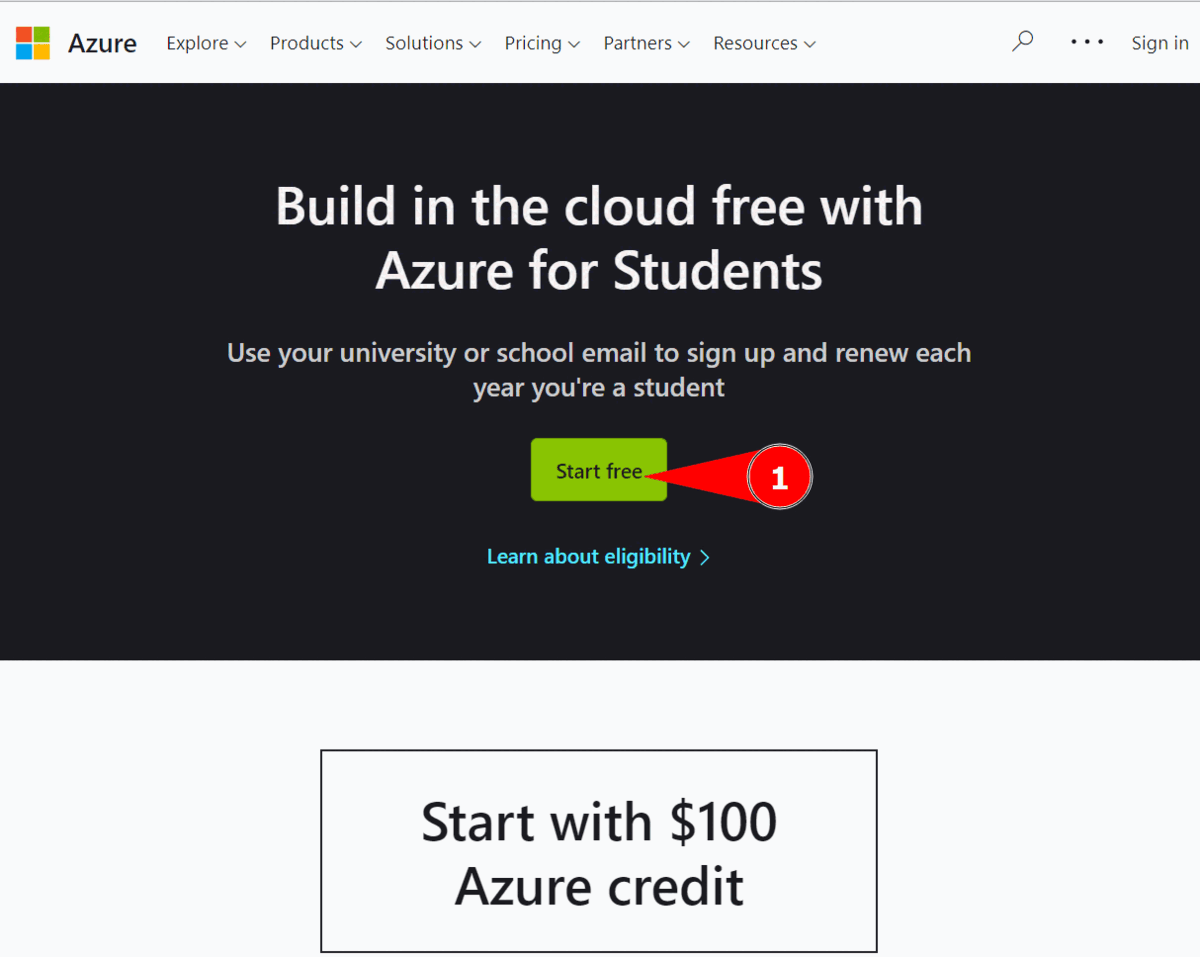 Azure Explore Products Solutions Pricing Partners Resources Sign in
Build in the cloud free with
Azure for Students
Use your university or school email to sign up and renew each
year you're a student
Start free
1
Learn about eligibility
Start with $100
Azure credit